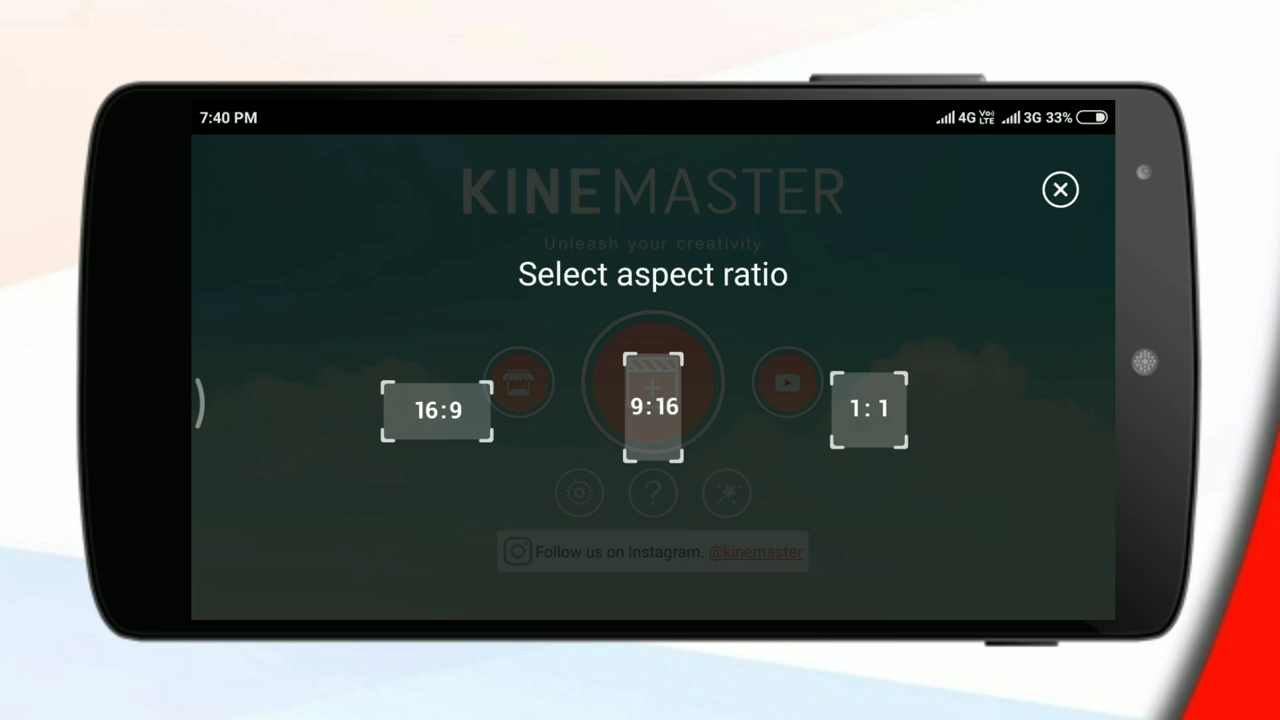 7:40 PM
4G Vo) LTE 3G 33%
KINEMASTER
Unleash your creativity
Select aspect ratio
16:9
9:16
1:1
?
Follow us on Instagram. @kinemaster